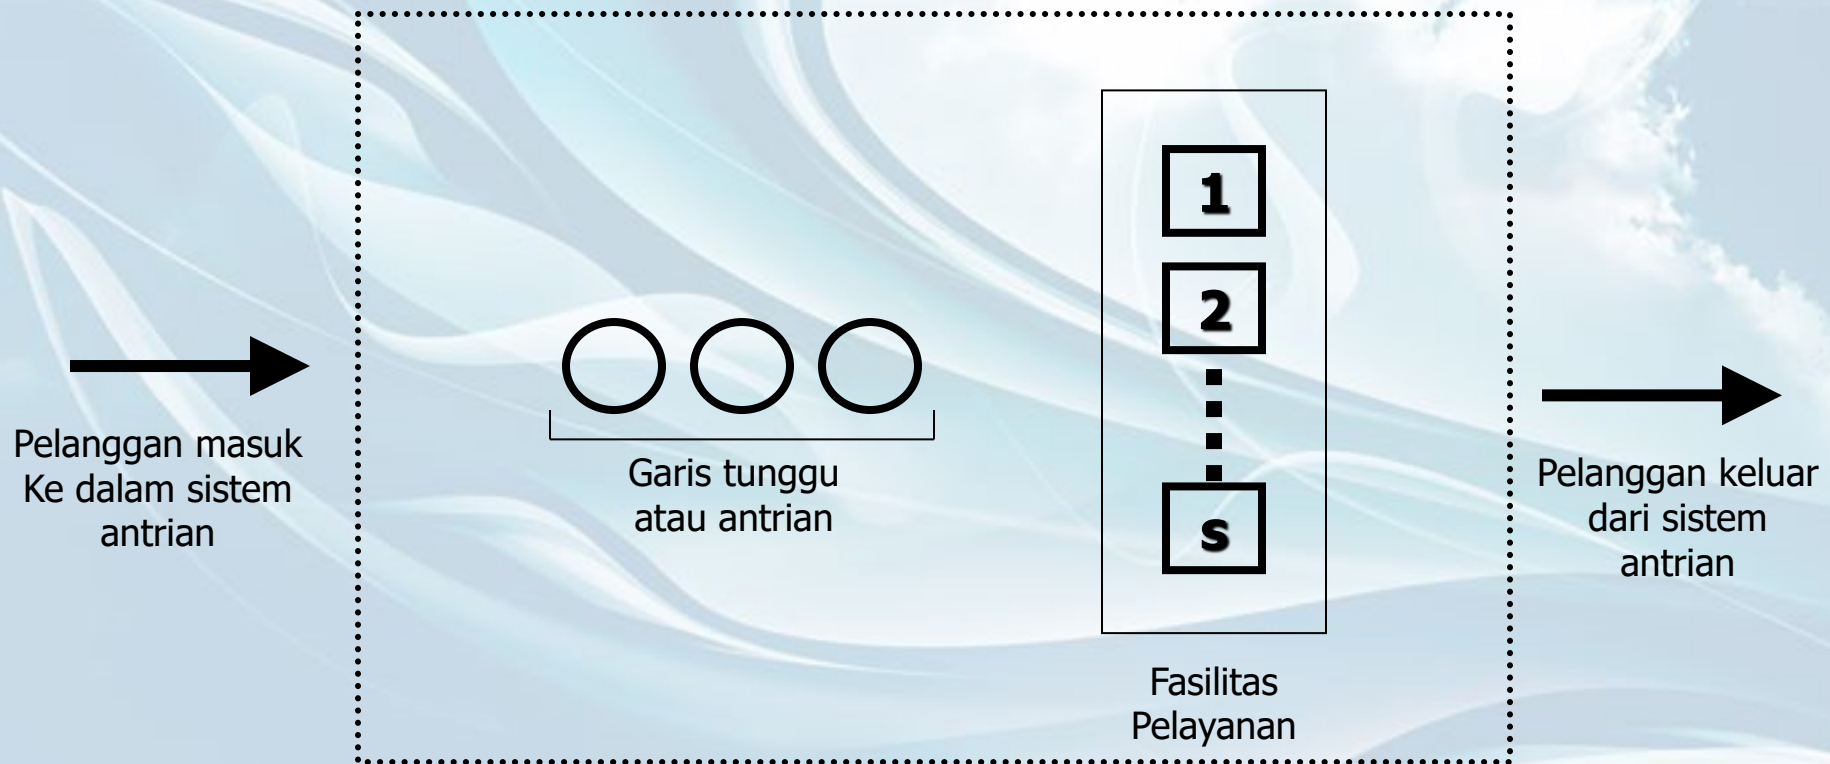 Pelanggan masuk
Ke dalam sistem
antrian
Garis tunggu
atau antrian
1
2
s
Fasilitas
Pelayanan
Pelanggan keluar
dari sistem
antrian